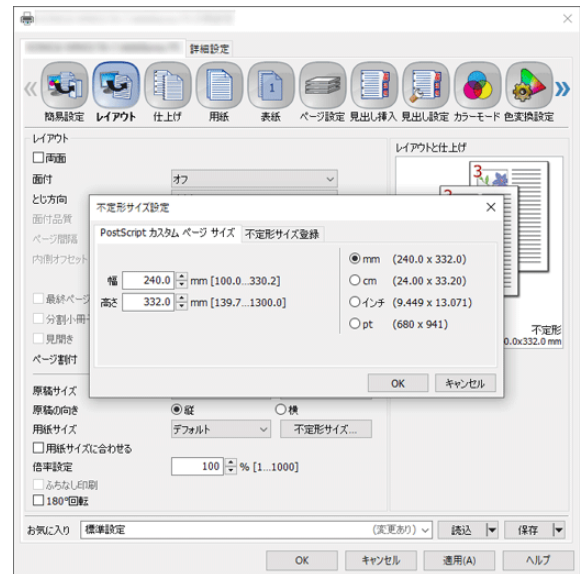 詳細設定
簡易設定 レイアウト 仕上げ 用紙 表紙 ページ設定 見出し挿入 見出し設定 カラーモード 色変換設定
1
レイアウト
レイアウトと仕上げ
両面
3
面付 オフ
2
とじ方向
面付品質
ページ間隔
内側オフセット
不定形サイズ設定
PostScript カスタム ページ サイズ 不定形サイズ登録
幅 240.0 mm [100.0...330.2]
高さ 332.0 mm [139.7...1300.0]
mm (240.0 x 332.0)
cm (24.00 x 33.20)
インチ (9.449 x 13.071)
pt (680 x 941)
OK キャンセル
最終ペー
分割小冊
見開き
ページ割付
不定形
0.0x332.0 mm
原稿サイズ
原稿の向き 縦 横
用紙サイズ デフォルト 不定形サイズ...
用紙サイズに合わせる
倍率設定 100 % [1...1000]
ふちなし印刷
180°回転
お気に入り 標準設定 (変更あり) 読込 保存
OK キャンセル 適用(A) ヘルプ